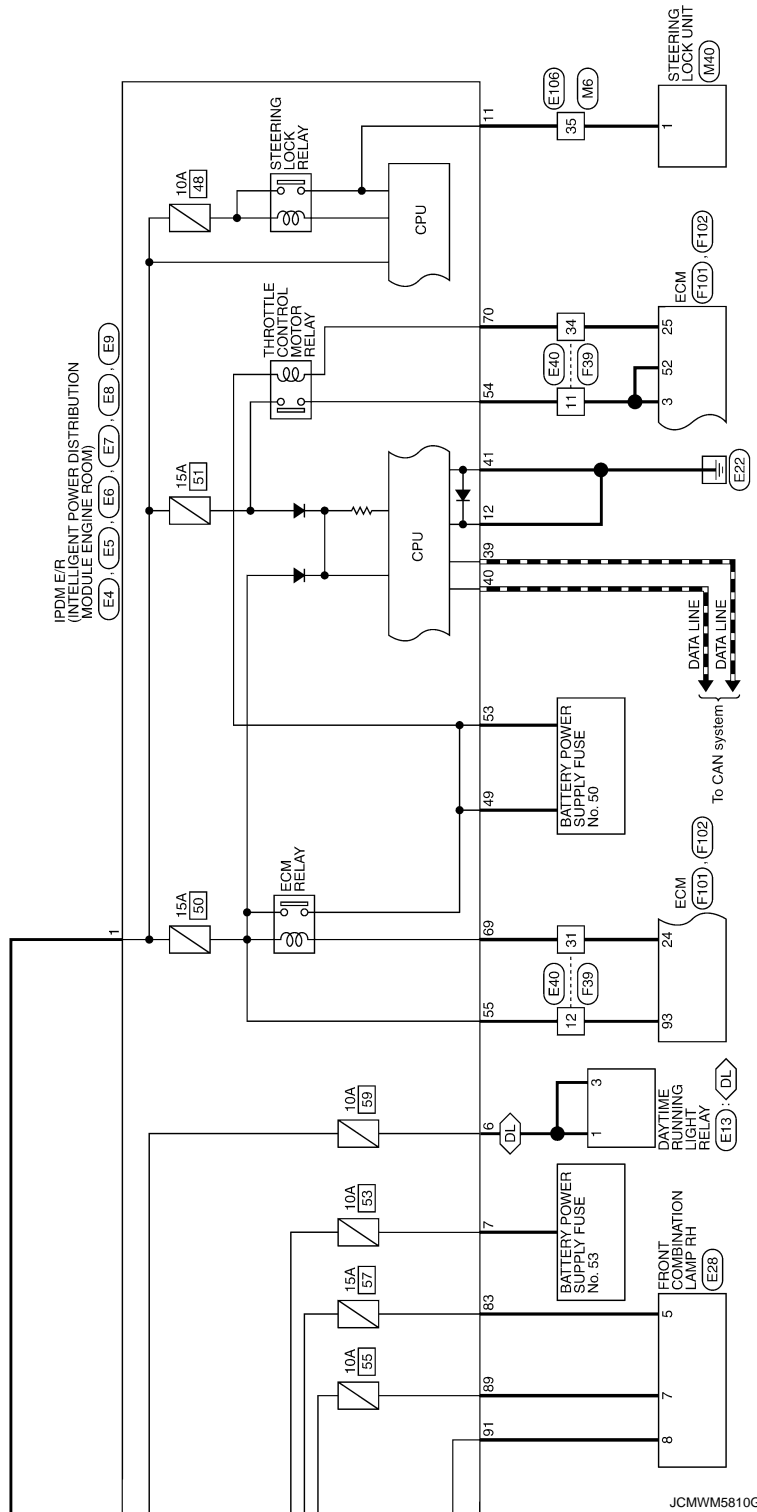 IPDM E/R
(INTELLIGENT POWER DISTRIBUTION
MODULE ENGINE ROOM)
E4 , E5 , E6 , E7 , E8 , E9
1
10A
55
15A
57
10A
53
10A
59
15A
50
ECM
RELAY
15A
51
THROTTLE
CONTROL
MOTOR
RELAY
CPU
10A
48
STEERING
LOCK
RELAY
CPU
91
89
83
7
6
55
69
49
53
40
39
12
41
54
70
11
DL
12
E40
F39
31
DATA LINE
DATA LINE
To CAN system
11
E40
F39
34
E106
M6
35
8
7
5
FRONT
COMBINATION
LAMP RH
E28
BATTERY POWER
SUPPLY FUSE
No. 53
1
3
DAYTIME
RUNNING
LIGHT
RELAY
E13 : DL
93
24
ECM
F101 , F102
BATTERY POWER
SUPPLY FUSE
No. 50
E22
3
52
25
ECM
F101 , F102
1
STEERING
LOCK UNIT
M40
JCMWM5810G